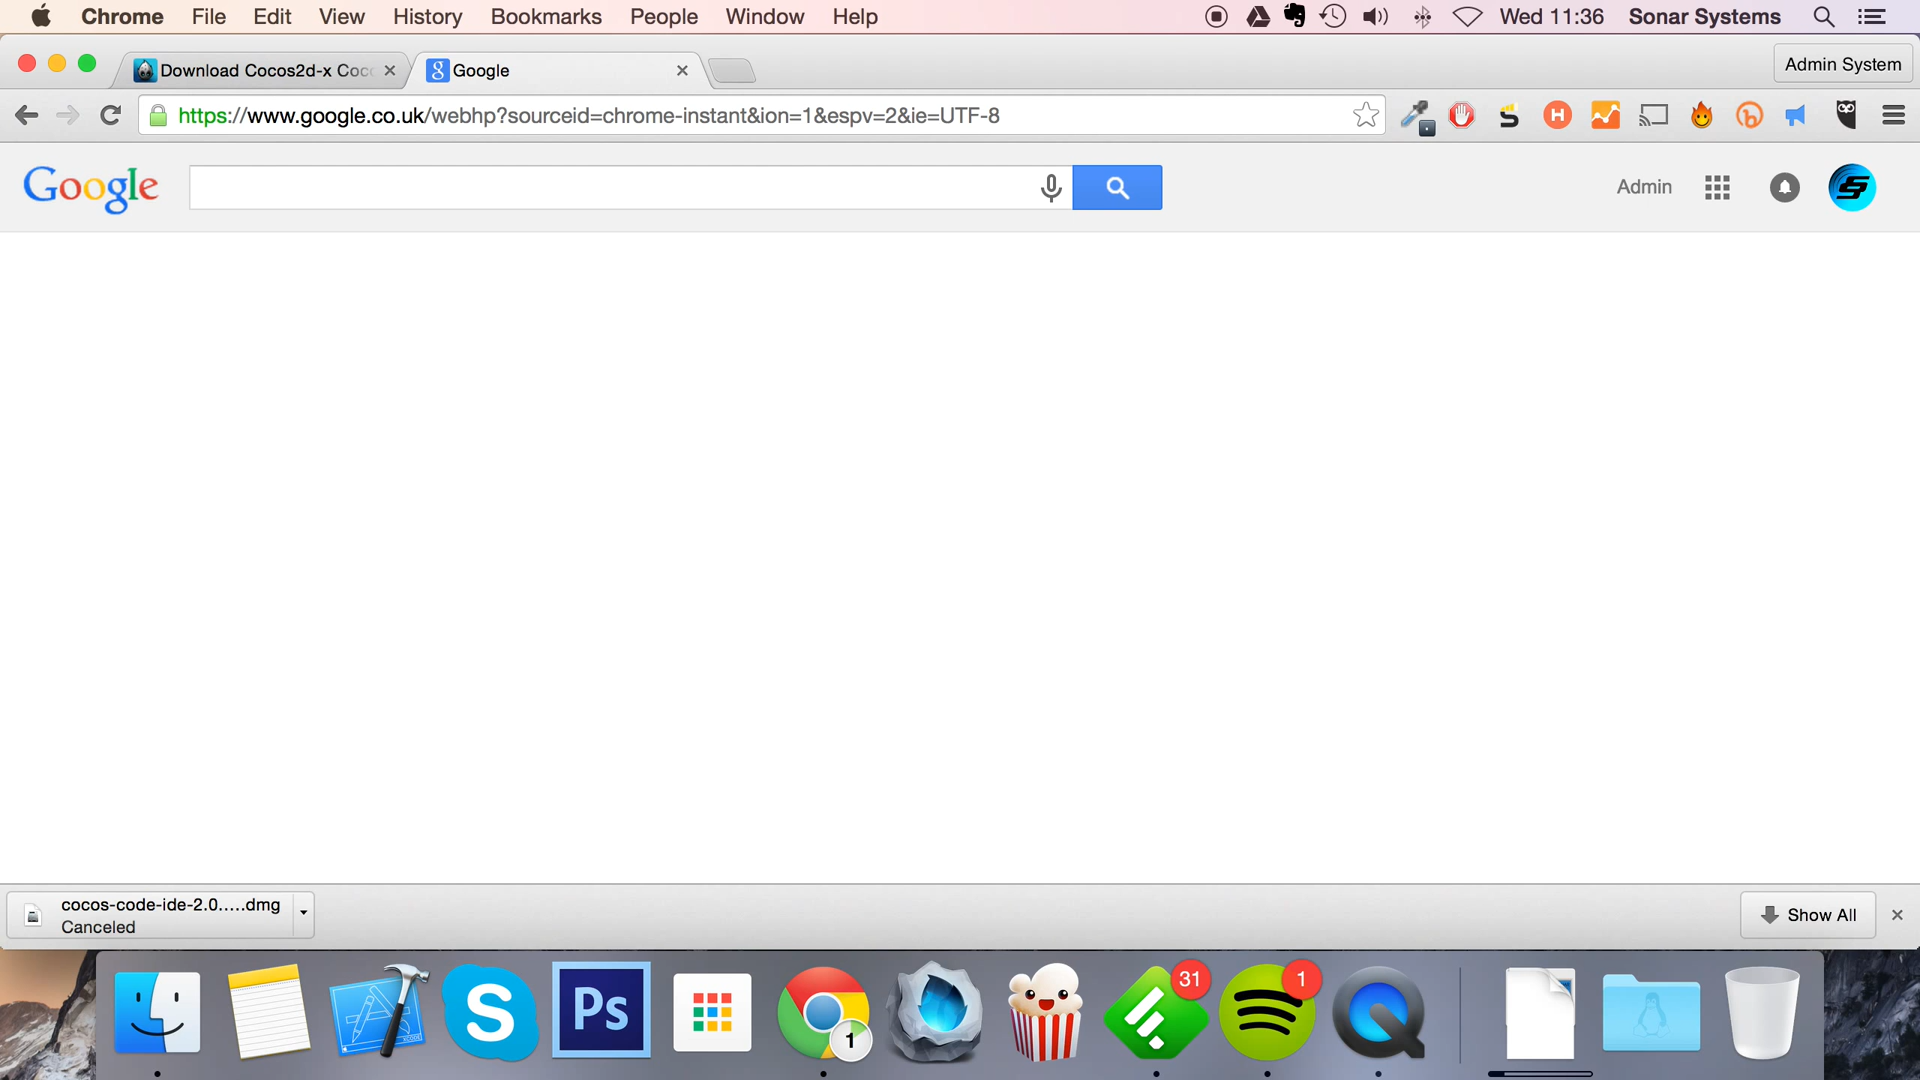 Chrome File Edit View History Bookmarks People Window Help Wed 11:36 Sonar Systems
Download Cocos2d-x Coc Google Admin System
https://www.google.co.uk/webhp?sourceid=chrome-instant&ion=1&espv=2&ie=UTF-8
Google Admin
cocos-code-ide-2.0.....dmg
Canceled
Show All
Ps
1
31
1